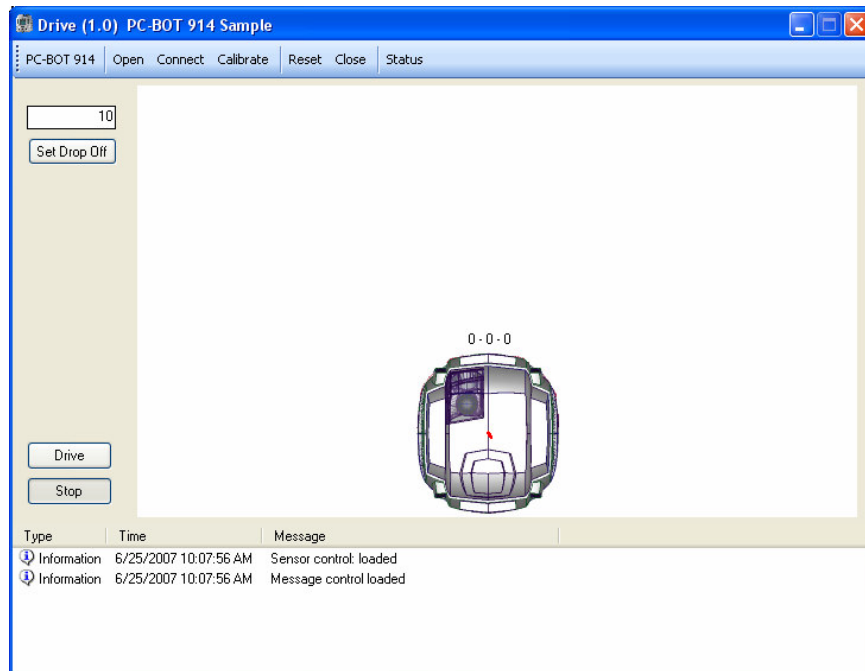 Drive (1.0) PC-BOT 914 Sample
PC-BOT 914 Open Connect Calibrate Reset Close Status
10
Set Drop Off
0 - 0 - 0
Drive
Stop
Type Time Message
Information 6/25/2007 10:07:56 AM Sensor control: loaded
Information 6/25/2007 10:07:56 AM Message control loaded